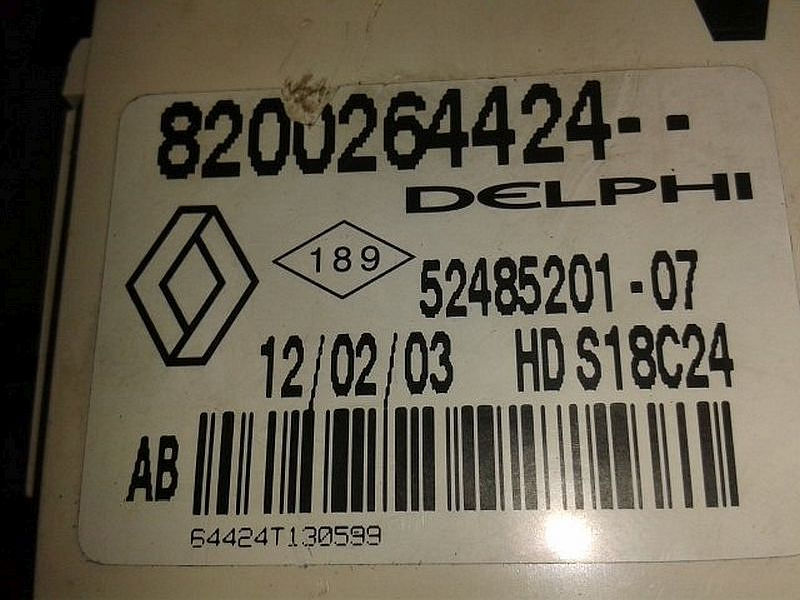 8200264424--
DELPHI
189
52485201-07
12/02/03 HD S18C24
AB
64424T130599